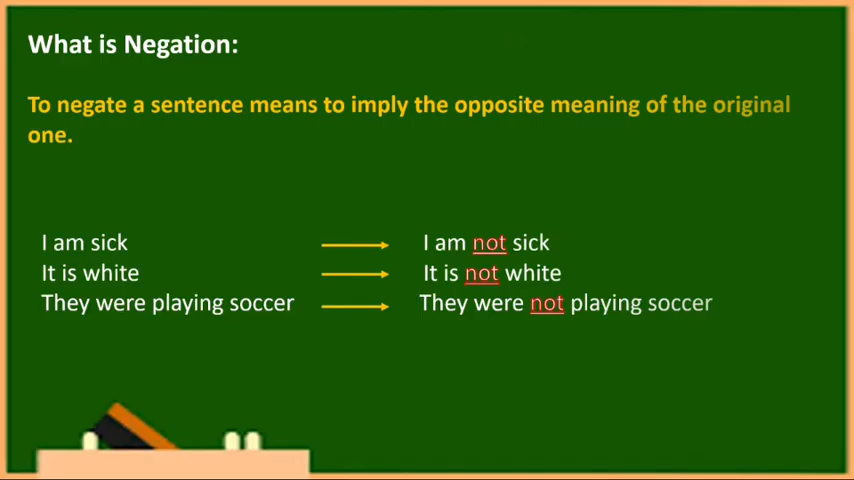 What is Negation:
To negate a sentence means to imply the opposite meaning of the original
one.
I am sick I am not sick
It is white It is not white
They were playing soccer They were not playing soccer